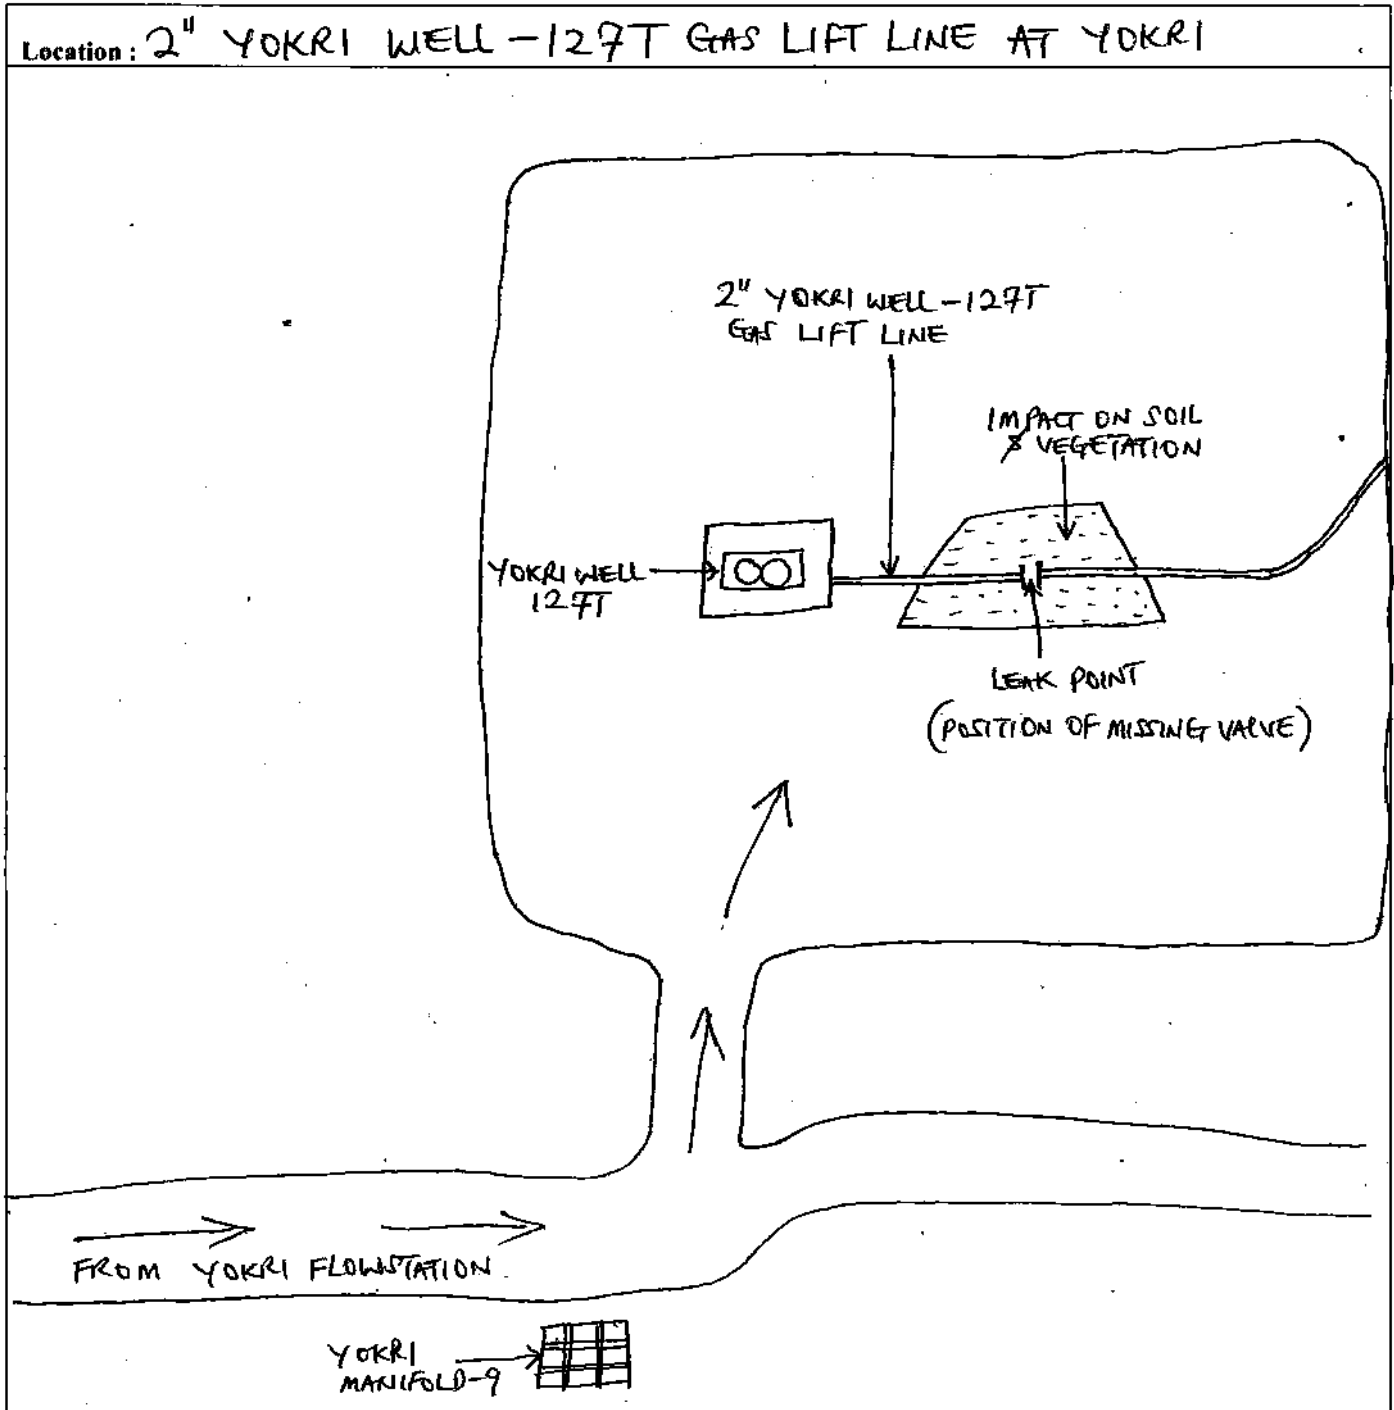 Location : 2" YOKRI WELL -127T GAS LIFT LINE AT YOKRI
2" YOKRI WELL -127T
GAS LIFT LINE
IMPACT ON SOIL
& VEGETATION
YOKRI WELL
127T
LEAK POINT
(POSITION OF MISSING VALVE)
FROM YOKRI FLOWSTATION
YOKRI
MANIFOLD-9